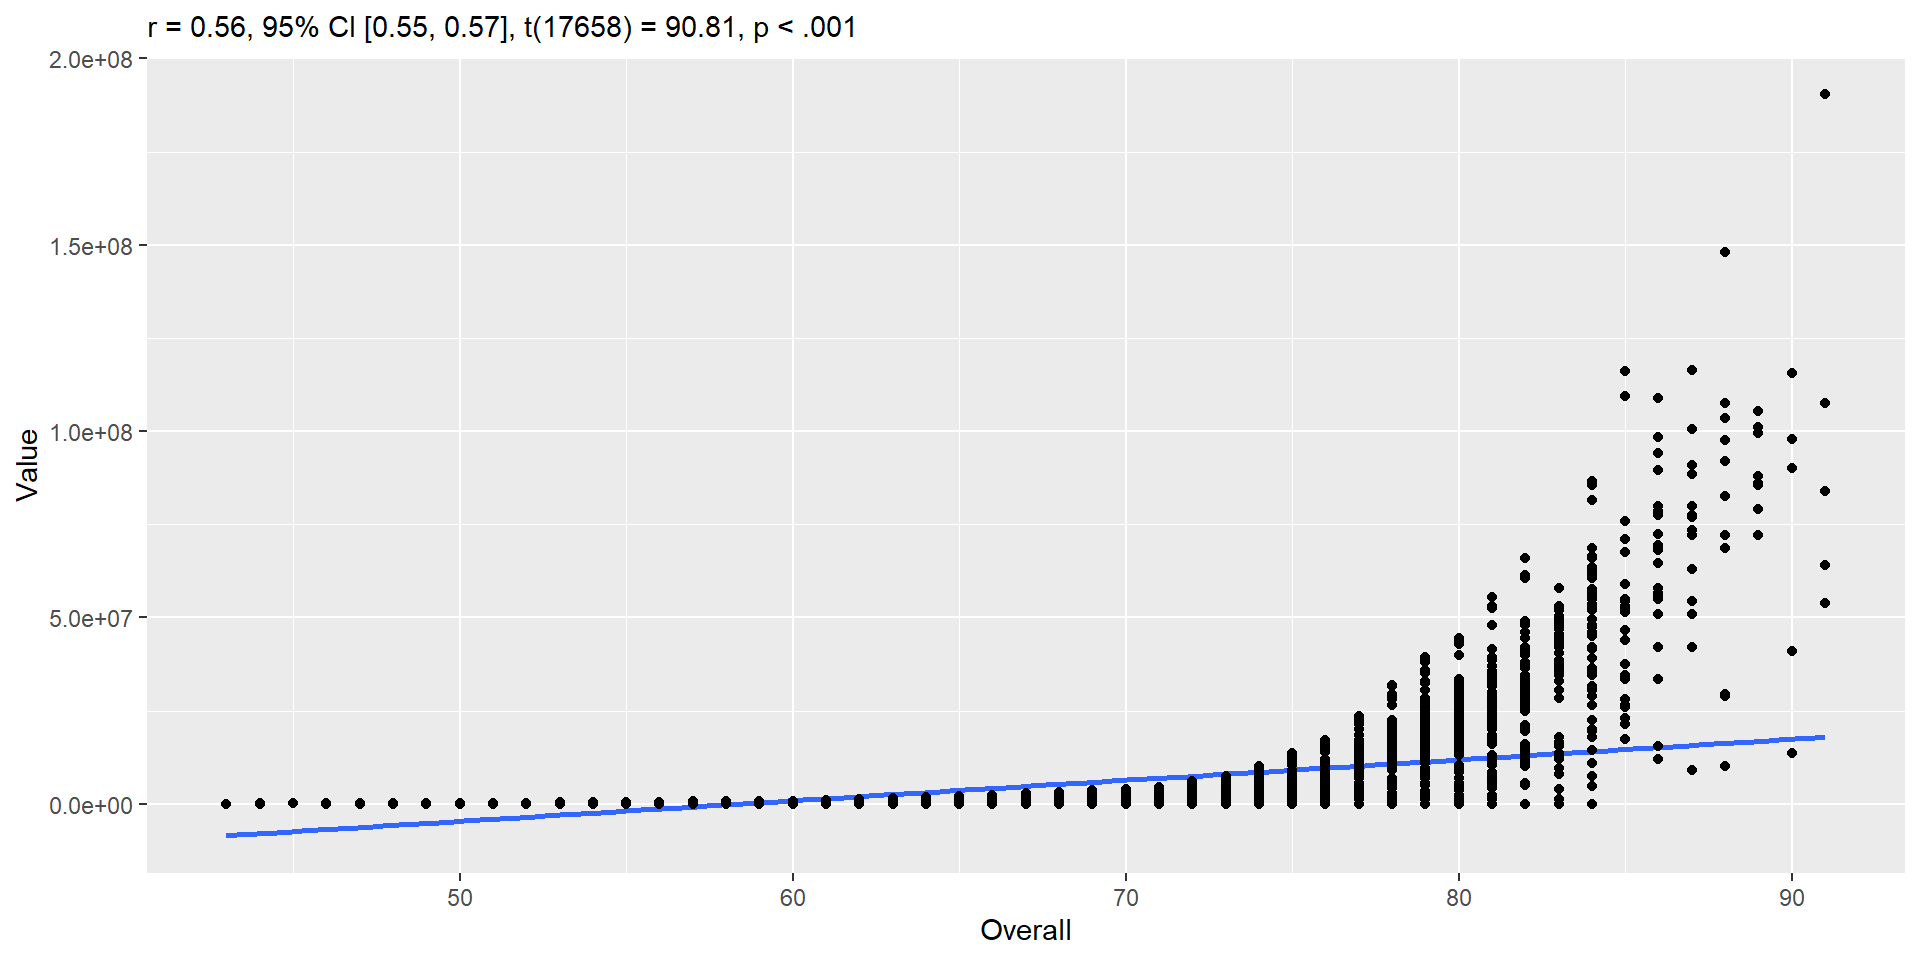 r = 0.56, 95% CI [0.55, 0.57], t(17658) = 90.81, p < .001
2.0e+08
1.5e+08
1.0e+08
5.0e+07
0.0e+00
Value
50 60 70 80 90
Overall